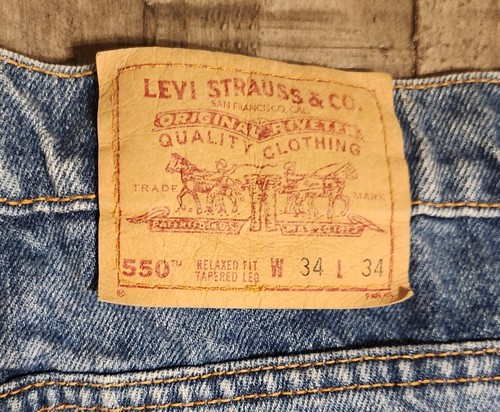 LEVI STRAUSS & CO.
SAN FRANCISCO, CAL.
ORIGINAL RIVETED
QUALITY CLOTHING
TRADE MARK
550™ RELAXED FIT W 34 L 34
TAPERED LEG
®